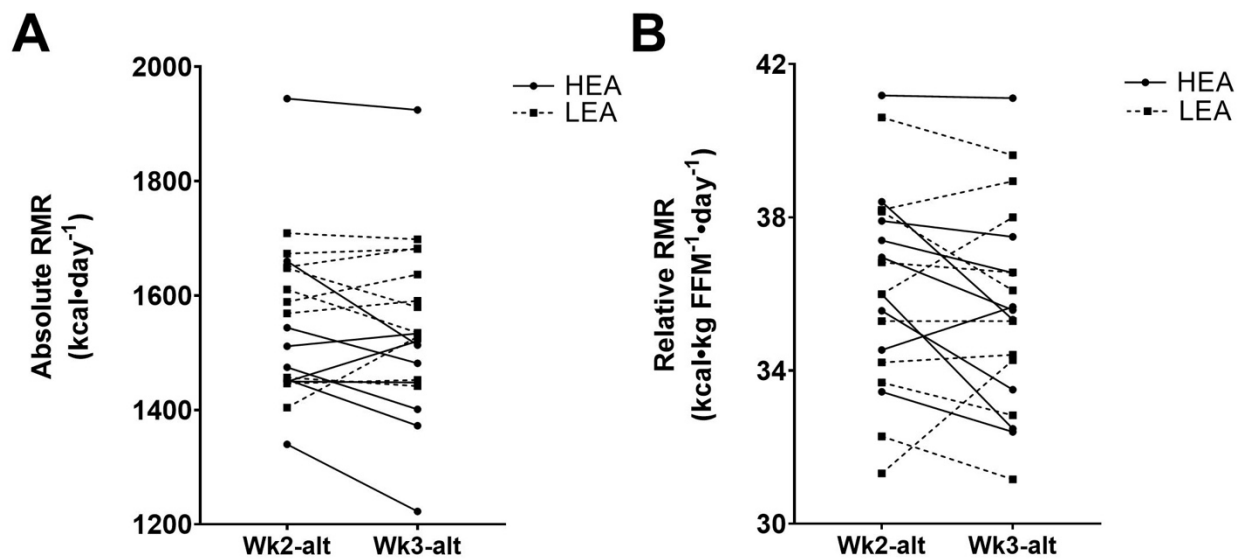 A
Absolute RMR
(kcal•day⁻¹)
2000
1800
1600
1400
1200
Wk2-alt Wk3-alt
HEA
LEA
B
Relative RMR
(kcal•kg FFM⁻¹•day⁻¹)
42
38
34
30
Wk2-alt Wk3-alt
HEA
LEA